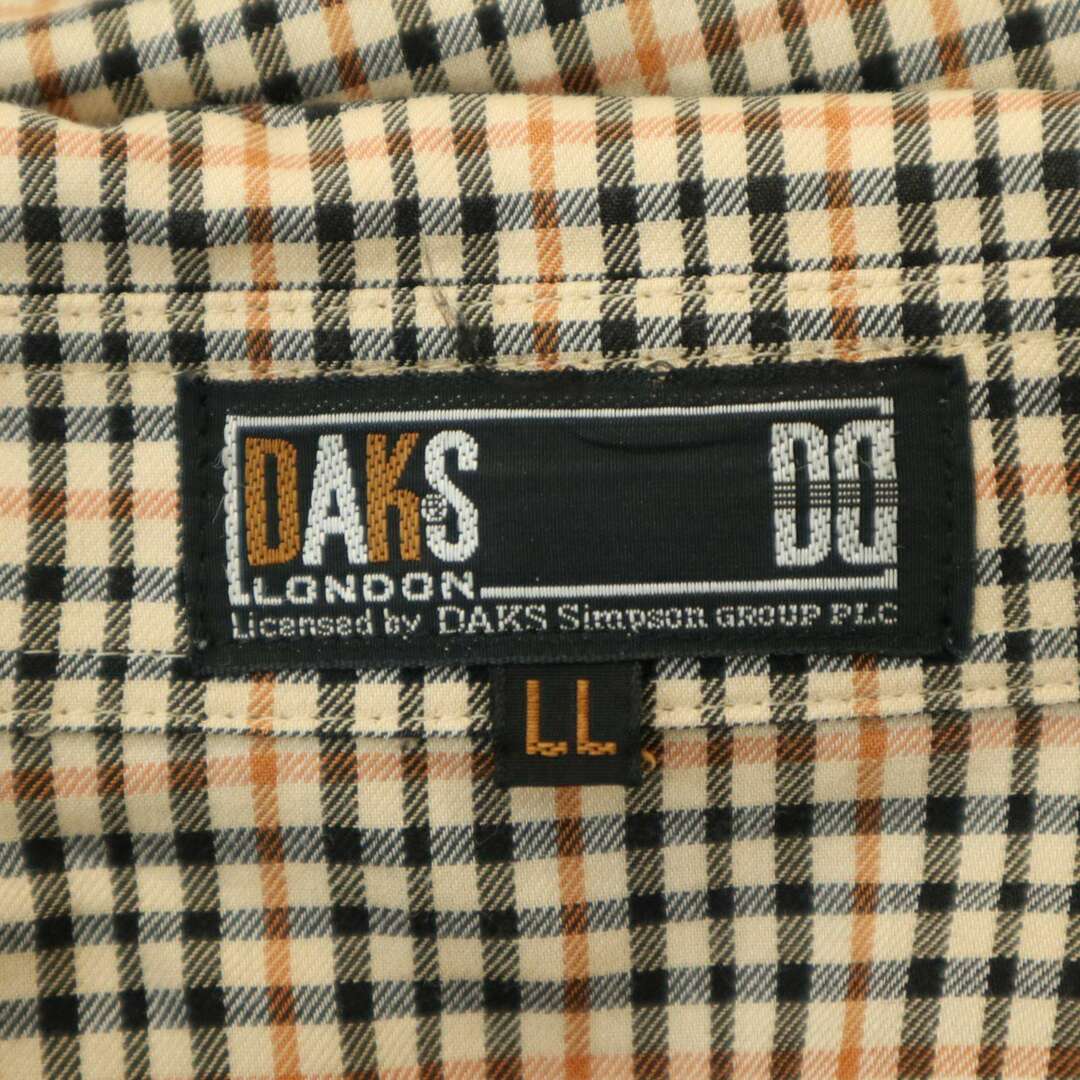 DAKS® DD
LONDON
Licensed by DAKS Simpson GROUP PLC
LL